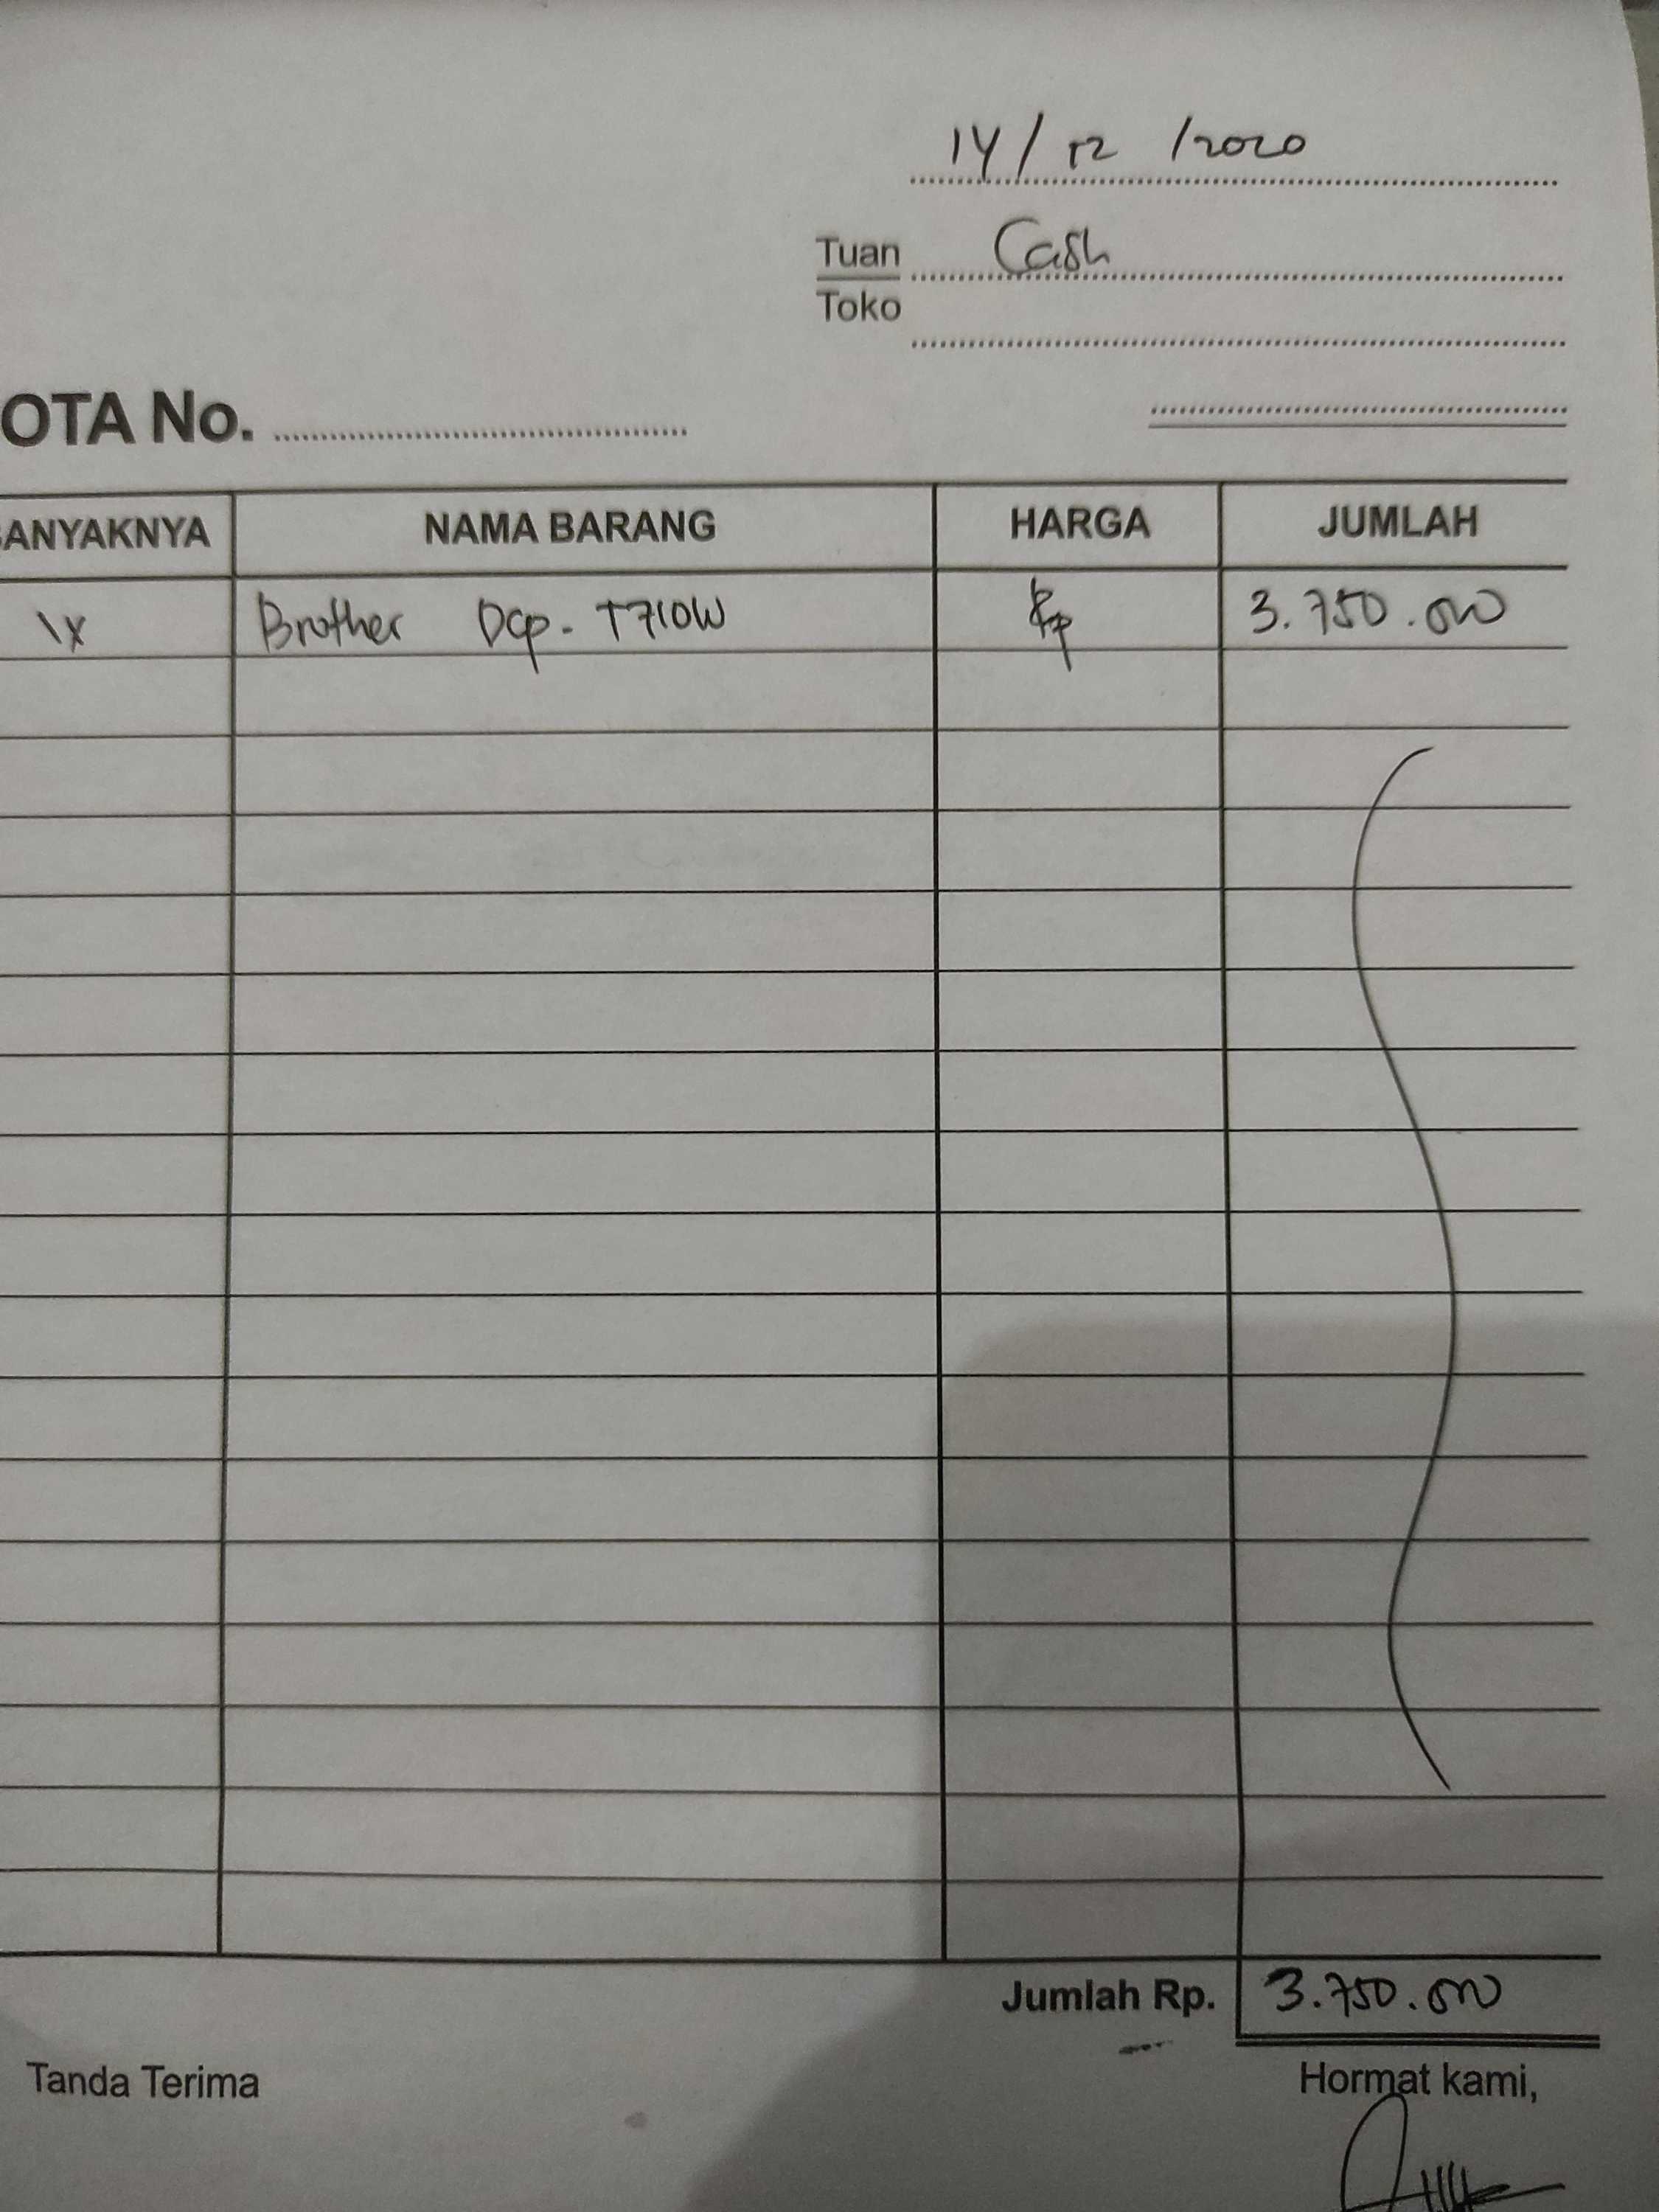 14/12/2020
Tuan Cash
Toko
OTA No.
BANYAKNYA NAMA BARANG HARGA JUMLAH
1x Brother Dcp-T710W Rp 3.750.000
Jumlah Rp. 3.750.000
Tanda Terima Hormat kami,